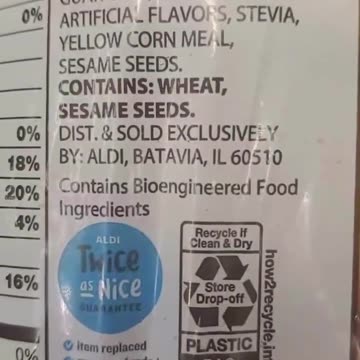 0%
ARTIFICIAL FLAVORS, STEVIA,
YELLOW CORN MEAL,
SESAME SEEDS.
CONTAINS: WHEAT,
SESAME SEEDS.
0%
DIST. & SOLD EXCLUSIVELY
18%
BY: ALDI, BATAVIA, IL 60510
20%
Contains Bioengineered Food
Ingredients
4%
16%
0%
ALDI
Twice
as Nice
GUARANTEE
item replaced
Recycle if
Clean & Dry
Store
Drop-off
PLASTIC
how2recycle.in